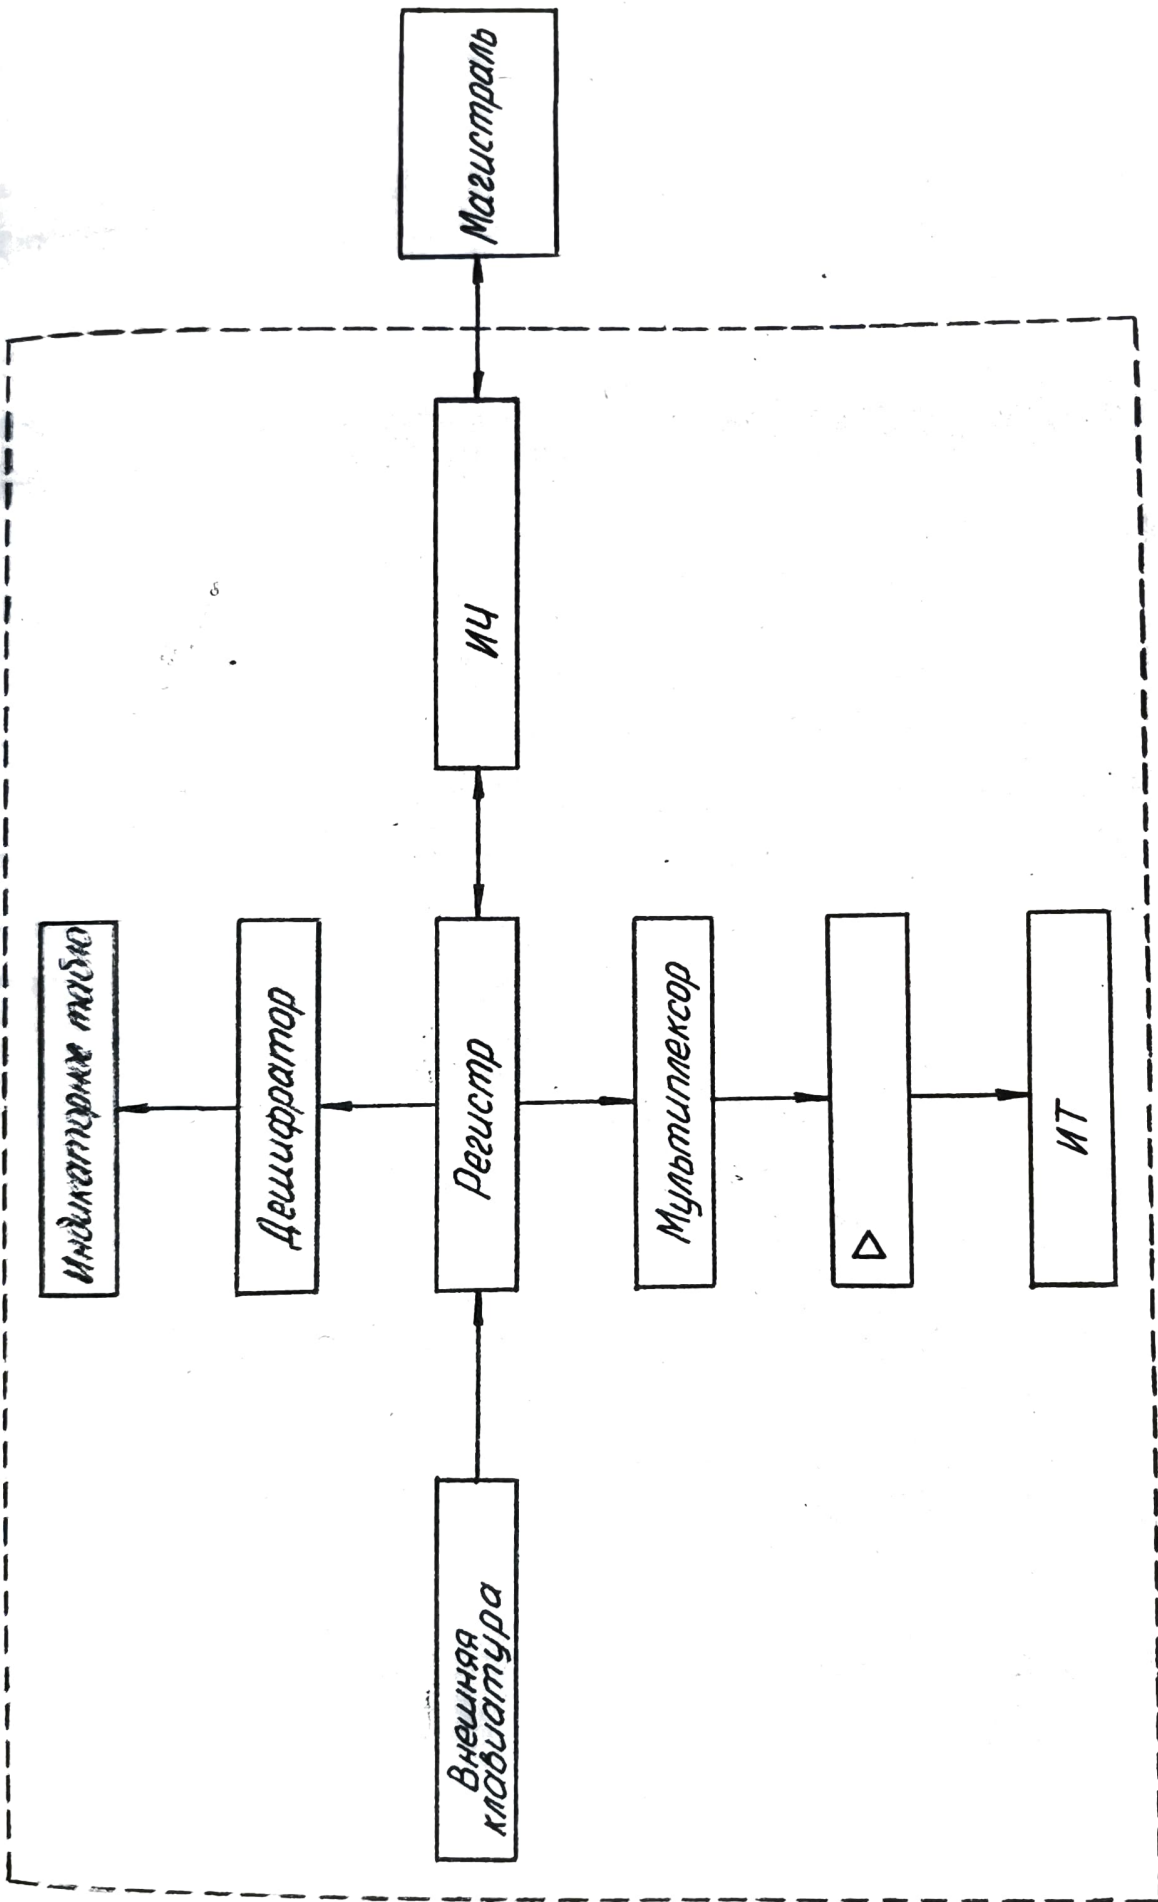 Магистраль
ИЧ
Индикаторное табло
Дешифратор
Регистр
Мультиплексор
ИТ
Внешняя
клавиатура